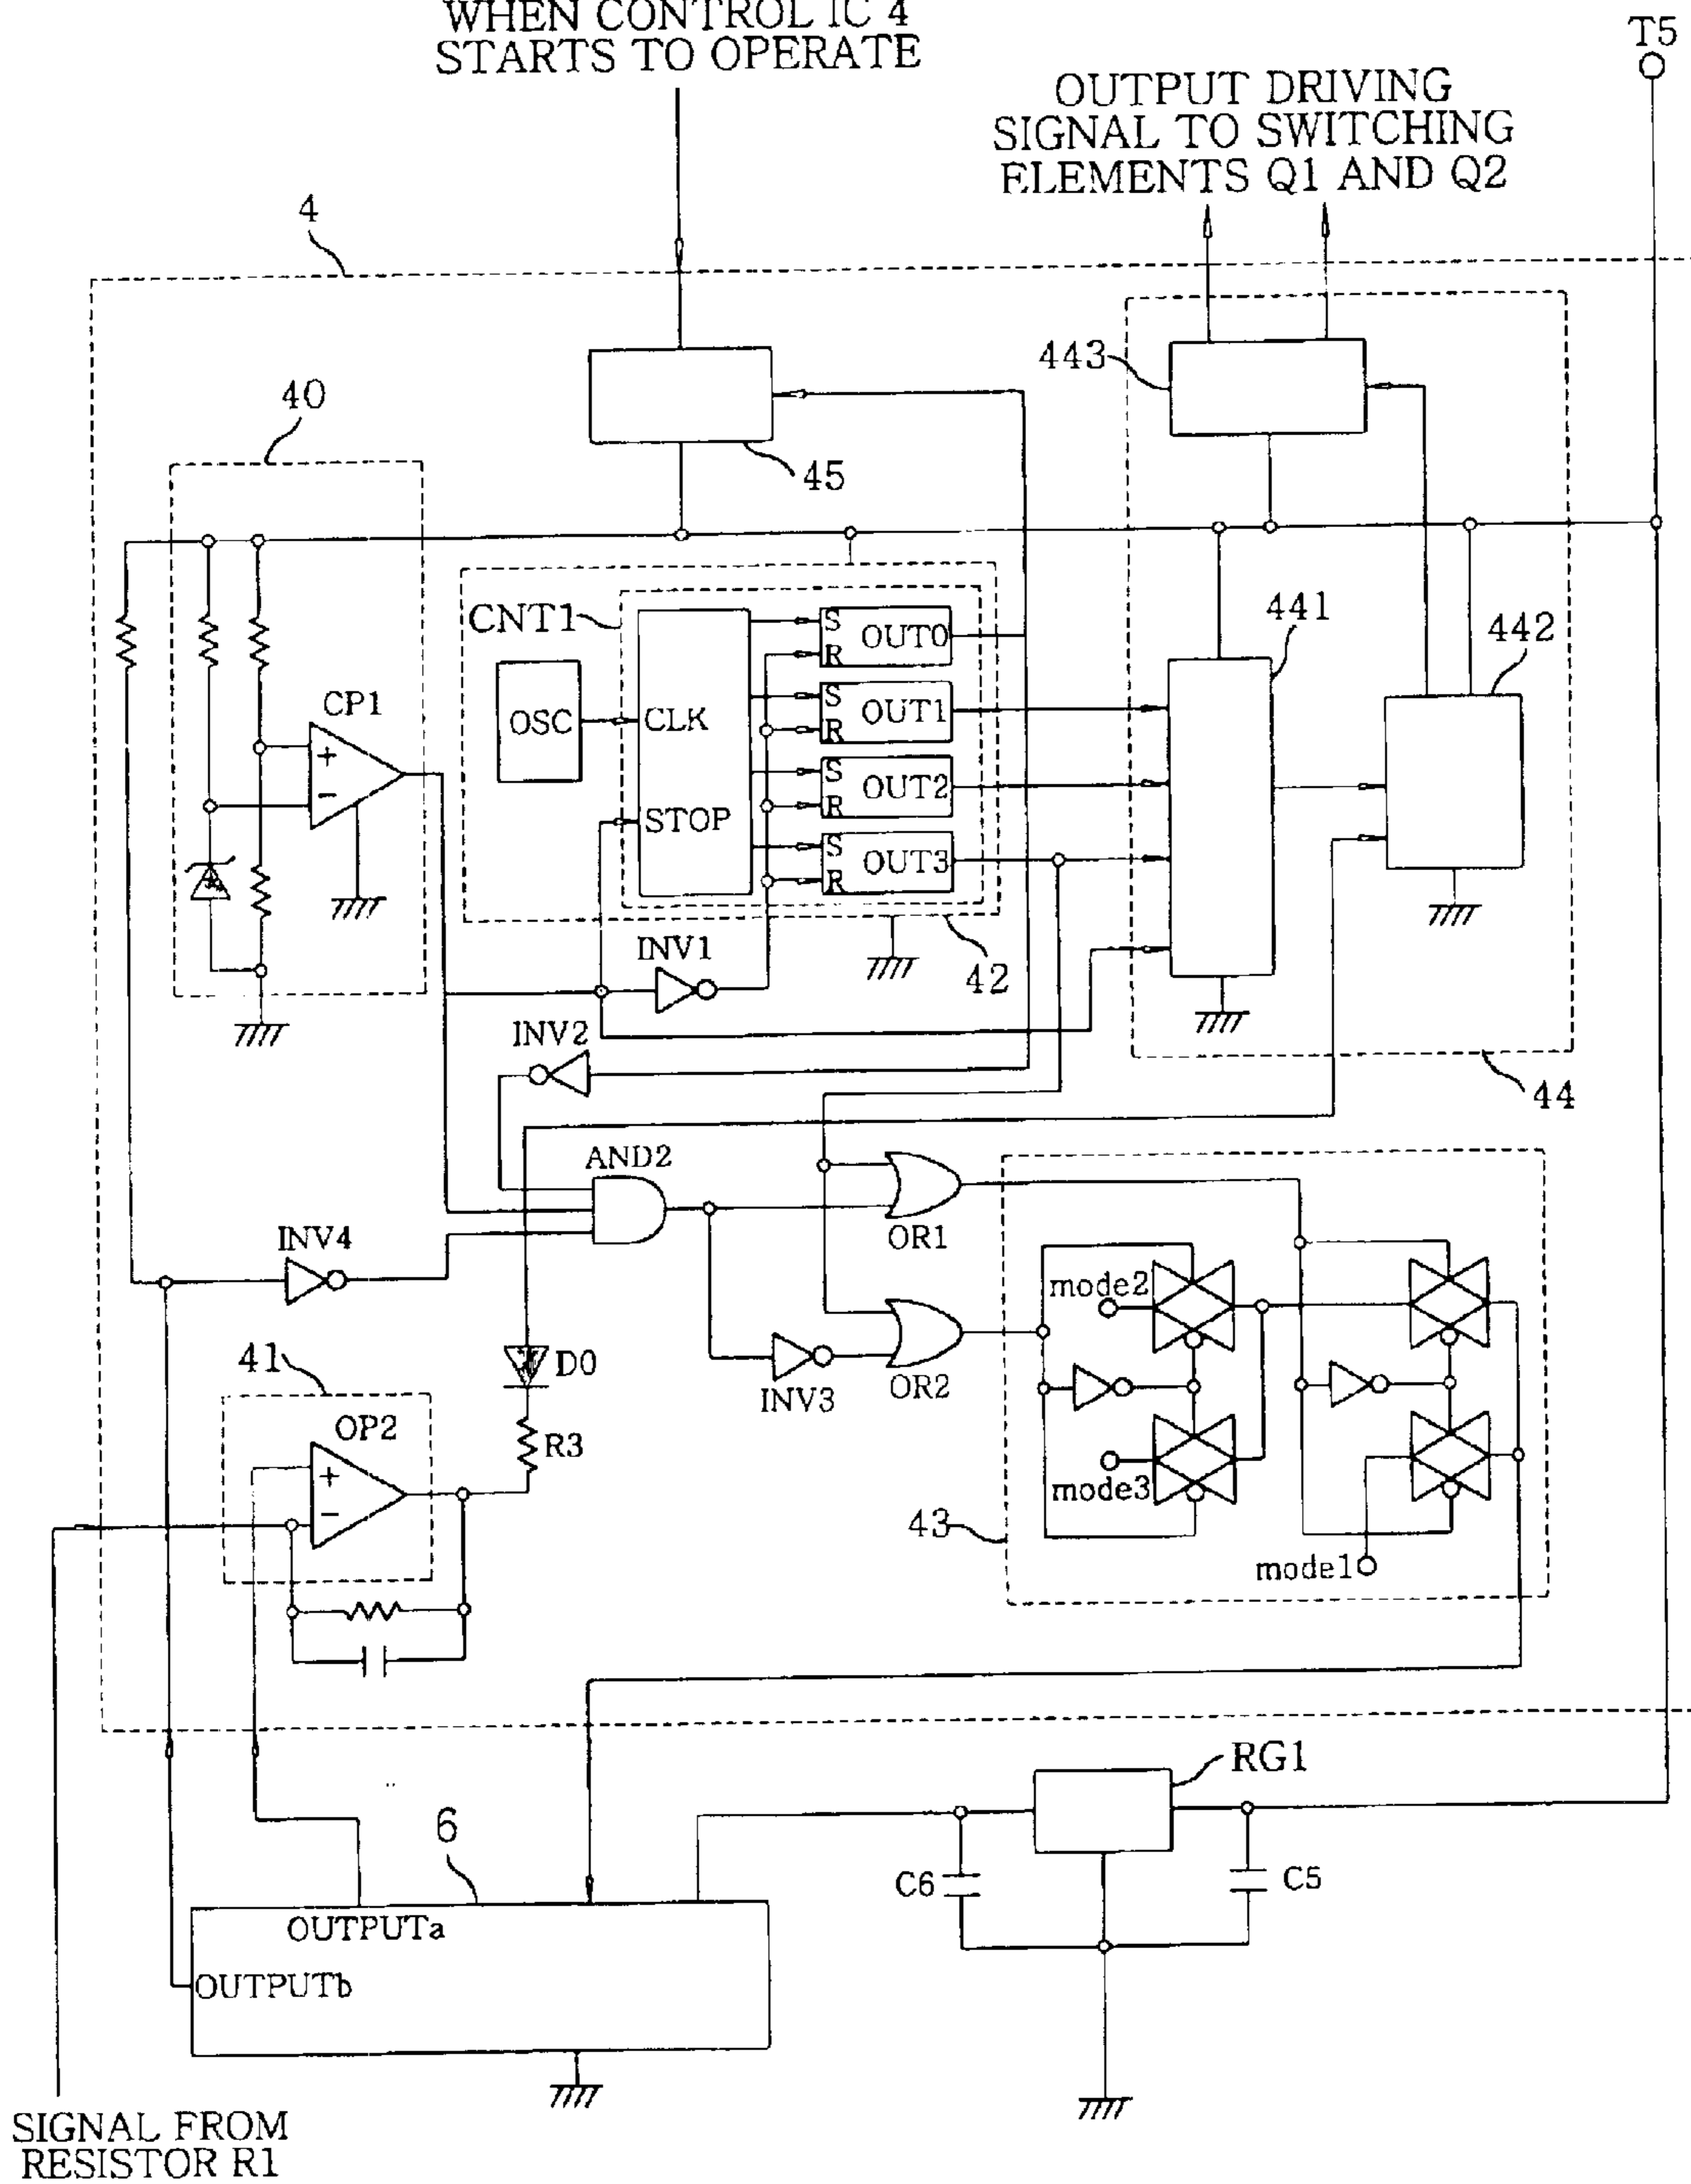 WHEN CONTROL IC 4
STARTS TO OPERATE
T5
OUTPUT DRIVING
SIGNAL TO SWITCHING
ELEMENTS Q1 AND Q2
4
443
40
45
CNT1
S
R
OUT0
441
442
CP1
+
-
OSC
CLK
S
R
OUT1
S
R
OUT2
STOP
S
R
OUT3
INV1
42
INV2
44
AND2
INV4
OR1
mode2
41
D0
INV3
OR2
OP2
+
-
R3
mode3
43
mode1
RG1
6
C6
C5
OUTPUTa
OUTPUTb
SIGNAL FROM
RESISTOR R1